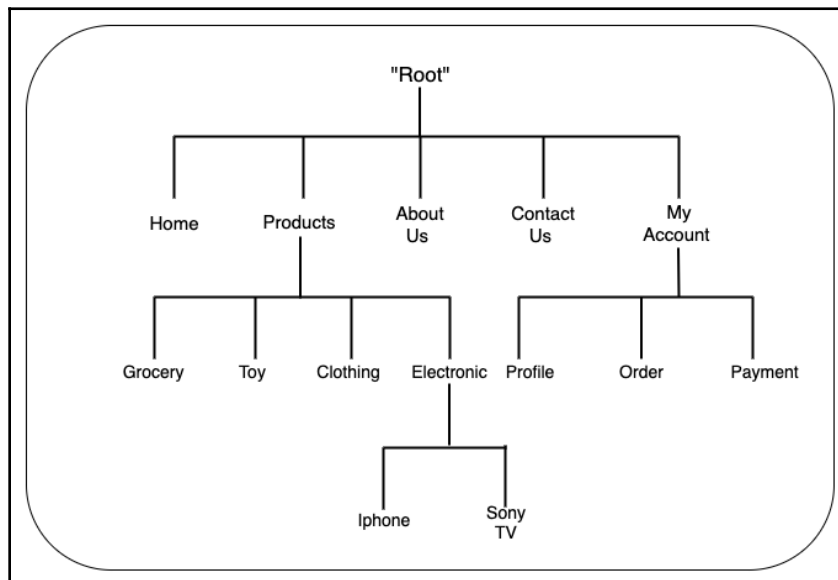 "Root"
Home
Products
About
Us
Contact
Us
My
Account
Grocery
Toy
Clothing
Electronic
Profile
Order
Payment
Iphone
Sony
TV